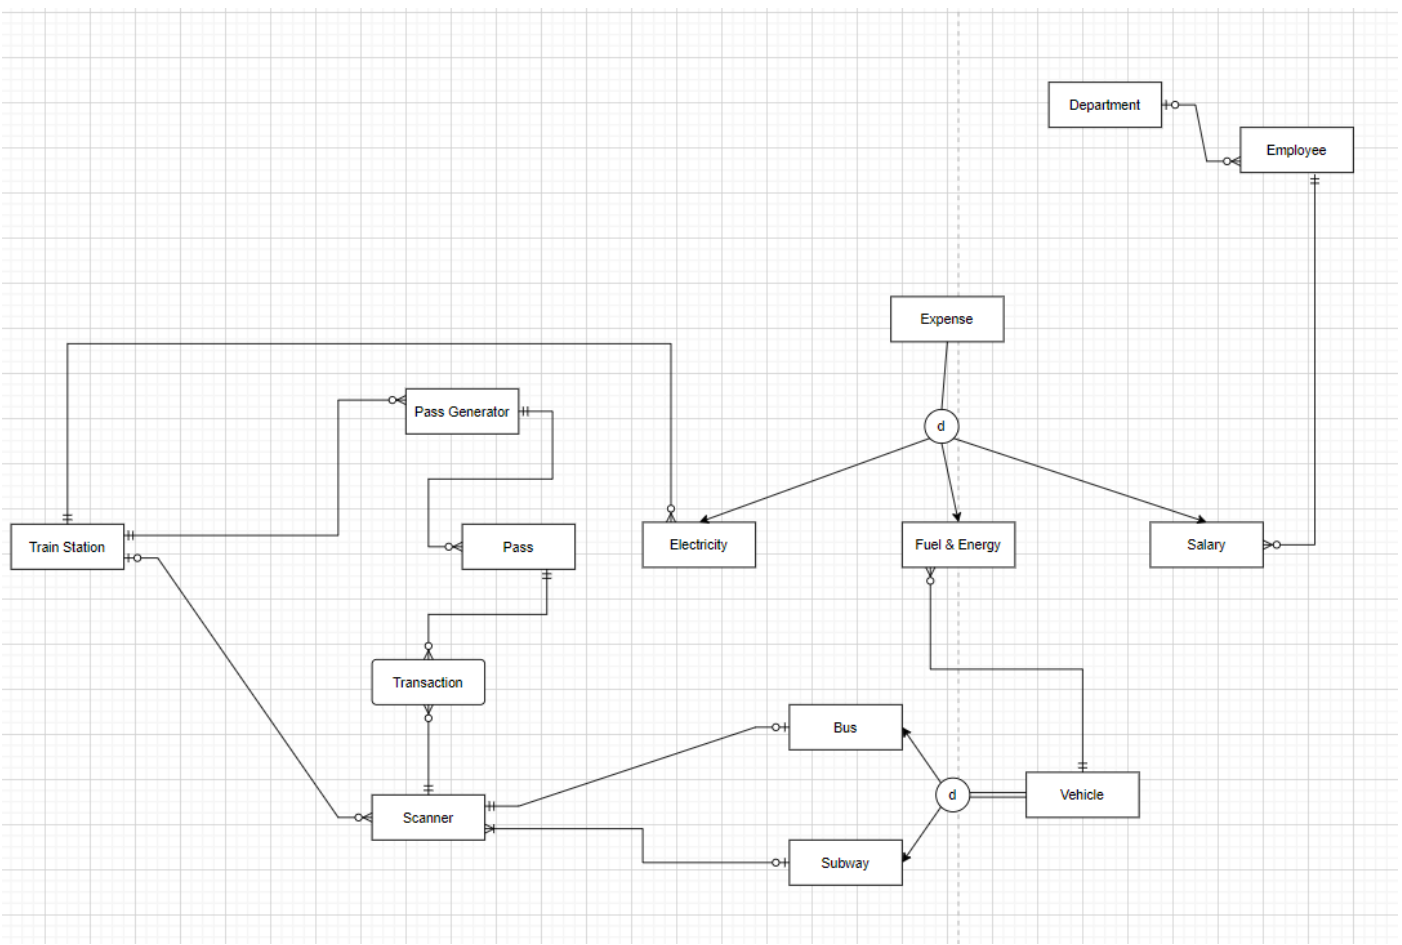 Department
Employee
Expense
Pass Generator
d
Train Station
Pass
Electricity
Fuel & Energy
Salary
Transaction
Bus
d
Vehicle
Scanner
Subway